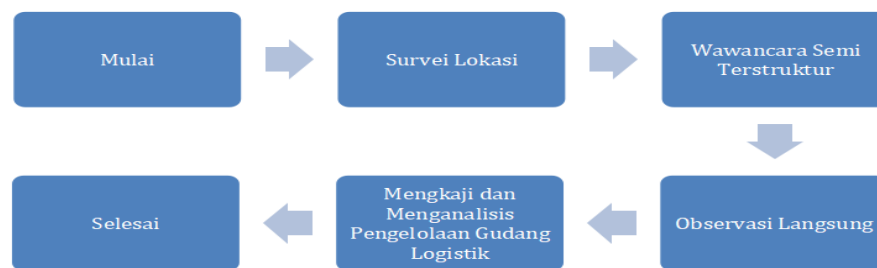 Mulai
Survei Lokasi
Wawancara Semi
Terstruktur
Observasi Langsung
Mengkaji dan
Menganalisis
Pengelolaan Gudang
Logistik
Selesai